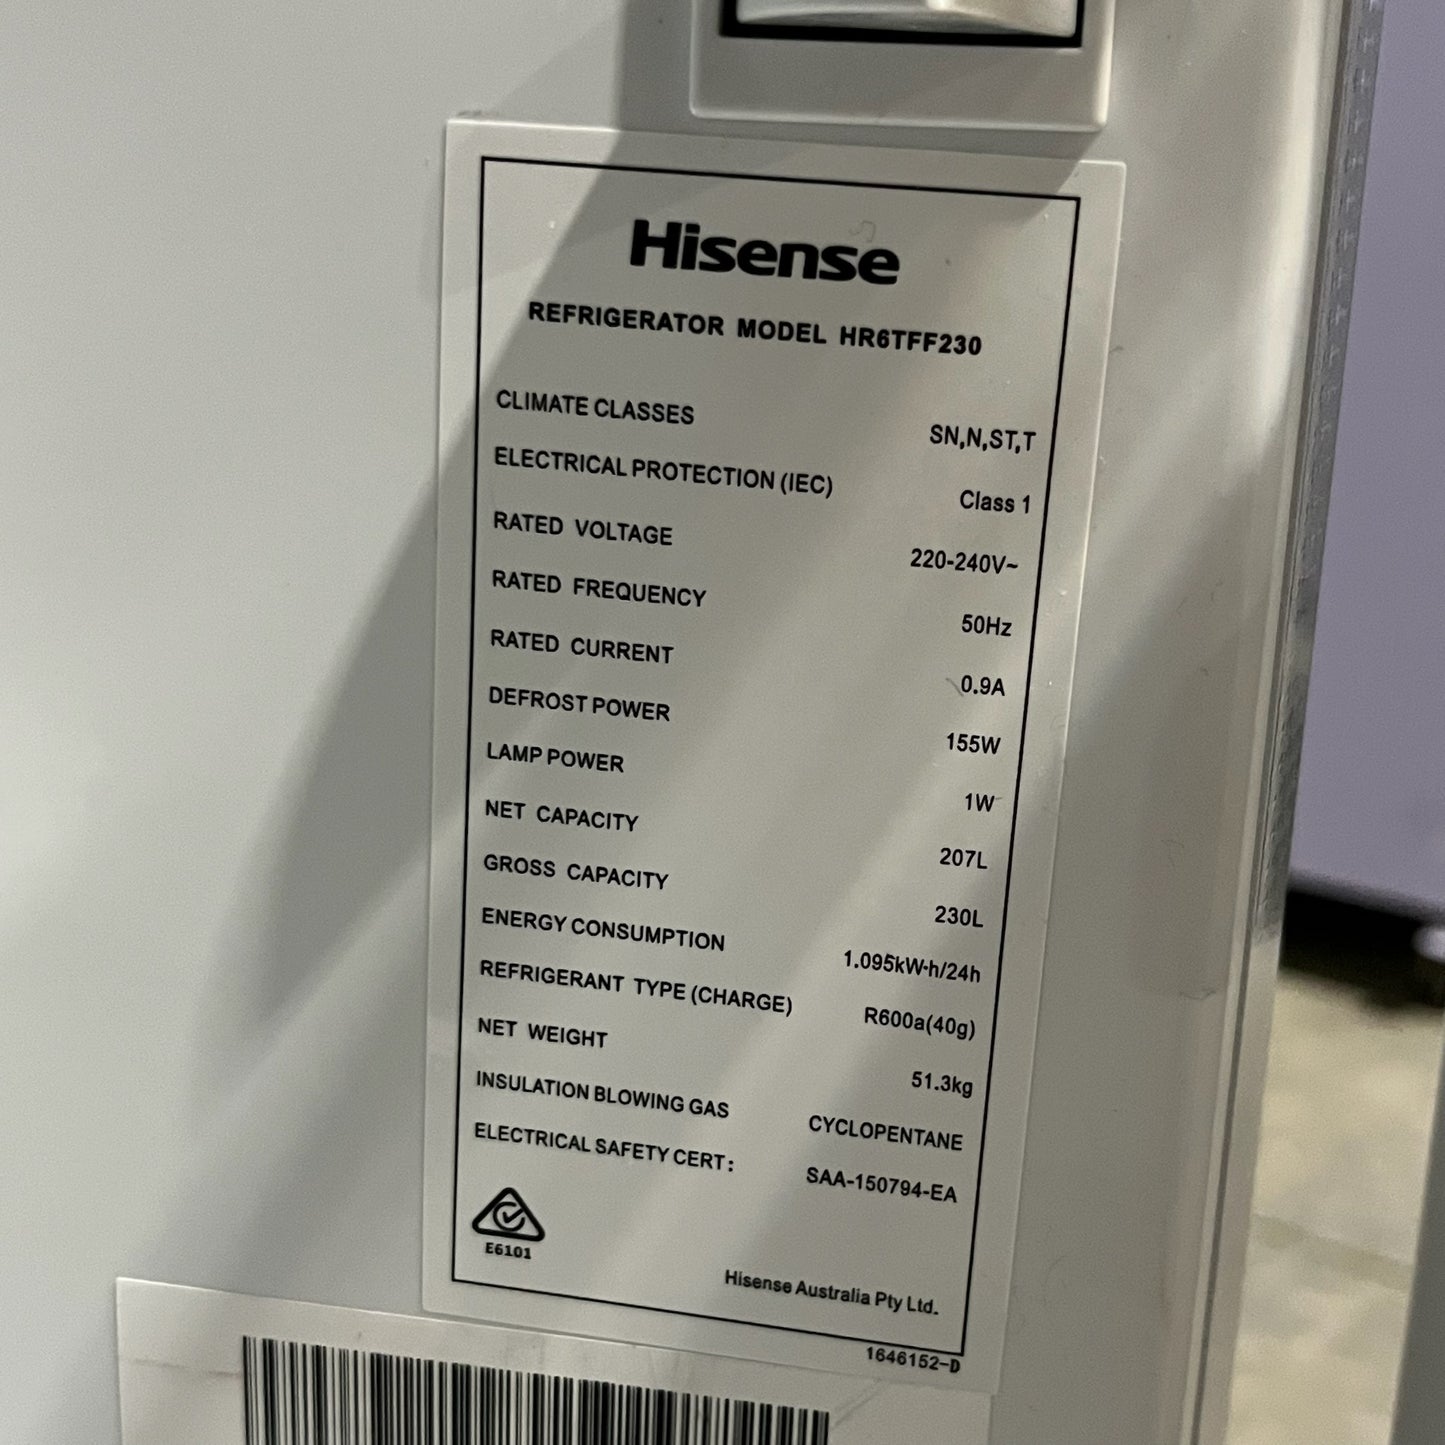 Hisense
REFRIGERATOR MODEL HR6TFF230
CLIMATE CLASSES SN,N,ST,T
ELECTRICAL PROTECTION (IEC) Class 1
RATED VOLTAGE 220-240V~
RATED FREQUENCY 50Hz
RATED CURRENT 0.9A
DEFROST POWER 155W
LAMP POWER 1W
NET CAPACITY 207L
GROSS CAPACITY 230L
ENERGY CONSUMPTION 1.095kW·h/24h
REFRIGERANT TYPE (CHARGE) R600a(40g)
NET WEIGHT 51.3kg
INSULATION BLOWING GAS CYCLOPENTANE
ELECTRICAL SAFETY CERT: SAA-150794-EA
E6101
Hisense Australia Pty Ltd.
1646152-D